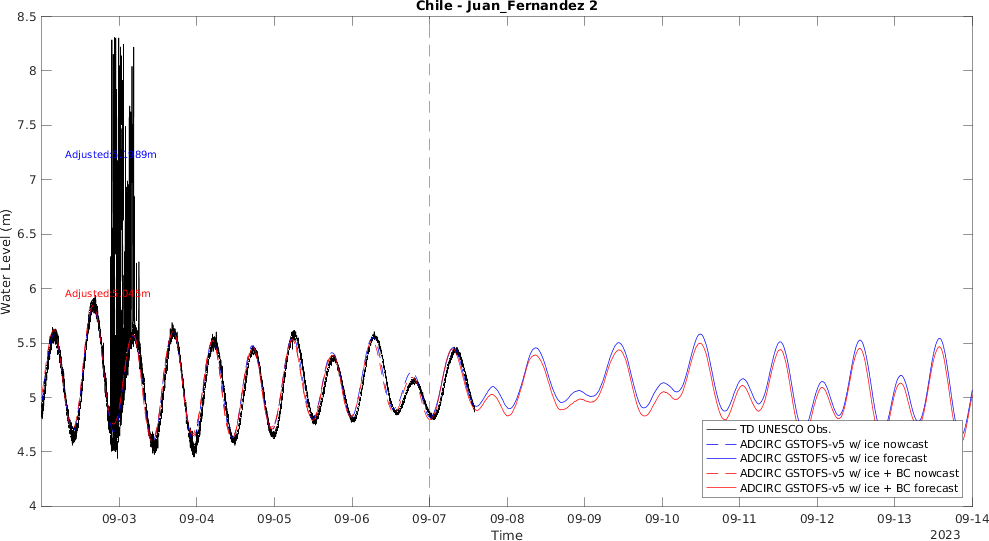 Chile - Juan_Fernandez 2
Water Level (m)
8.5
8
7.5
7
6.5
6
5.5
5
4.5
4
Adjusted:
89m
Adjusted:
m
09-03
09-04
09-05
09-06
09-07
09-08
09-09
09-10
09-11
09-12
09-13
09-14
Time
2023
TD UNESCO Obs.
ADCIRC GSTOFS-v5 w/ ice nowcast
ADCIRC GSTOFS-v5 w/ ice forecast
ADCIRC GSTOFS-v5 w/ ice + BC nowcast
ADCIRC GSTOFS-v5 w/ ice + BC forecast